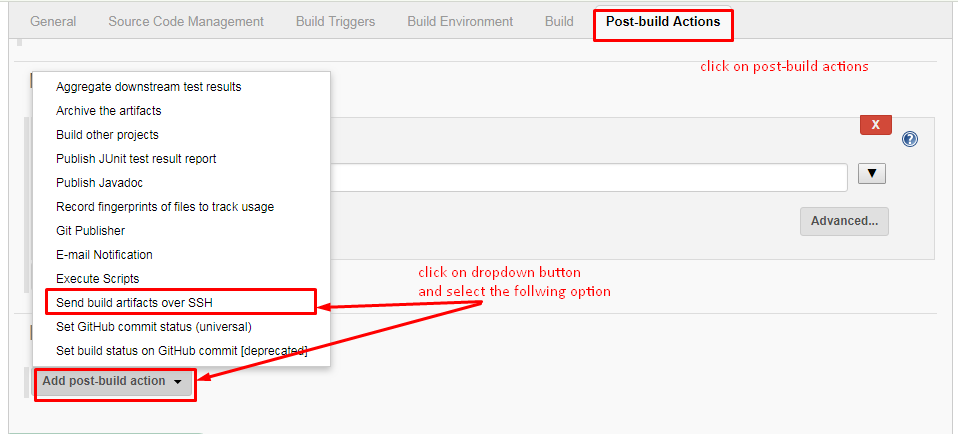 General Source Code Management Build Triggers Build Environment Build Post-build Actions
click on post-build actions
Aggregate downstream test results
Archive the artifacts
Build other projects
X
Publish JUnit test result report
Publish Javadoc
Record fingerprints of files to track usage
Advanced...
Git Publisher
E-mail Notification
Execute Scripts
click on dropdown button
and select the follwing option
Send build artifacts over SSH
Set GitHub commit status (universal)
Set build status on GitHub commit [deprecated]
Add post-build action